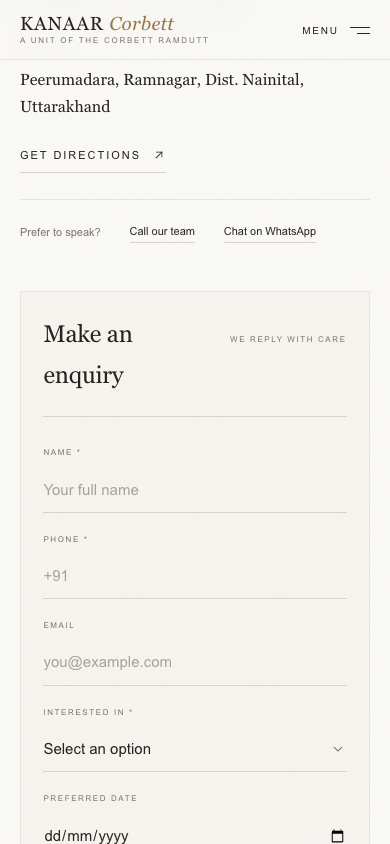 KANAAR Corbett
A UNIT OF THE CORBETT RAMDUTT
MENU
Peerumadara, Ramnagar, Dist. Nainital,
Uttarakhand
GET DIRECTIONS
Prefer to speak? Call our team Chat on WhatsApp
Make an
enquiry
WE REPLY WITH CARE
NAME *
Your full name
PHONE *
+91
EMAIL
you@example.com
INTERESTED IN *
Select an option
PREFERRED DATE
dd/mm/yyyy